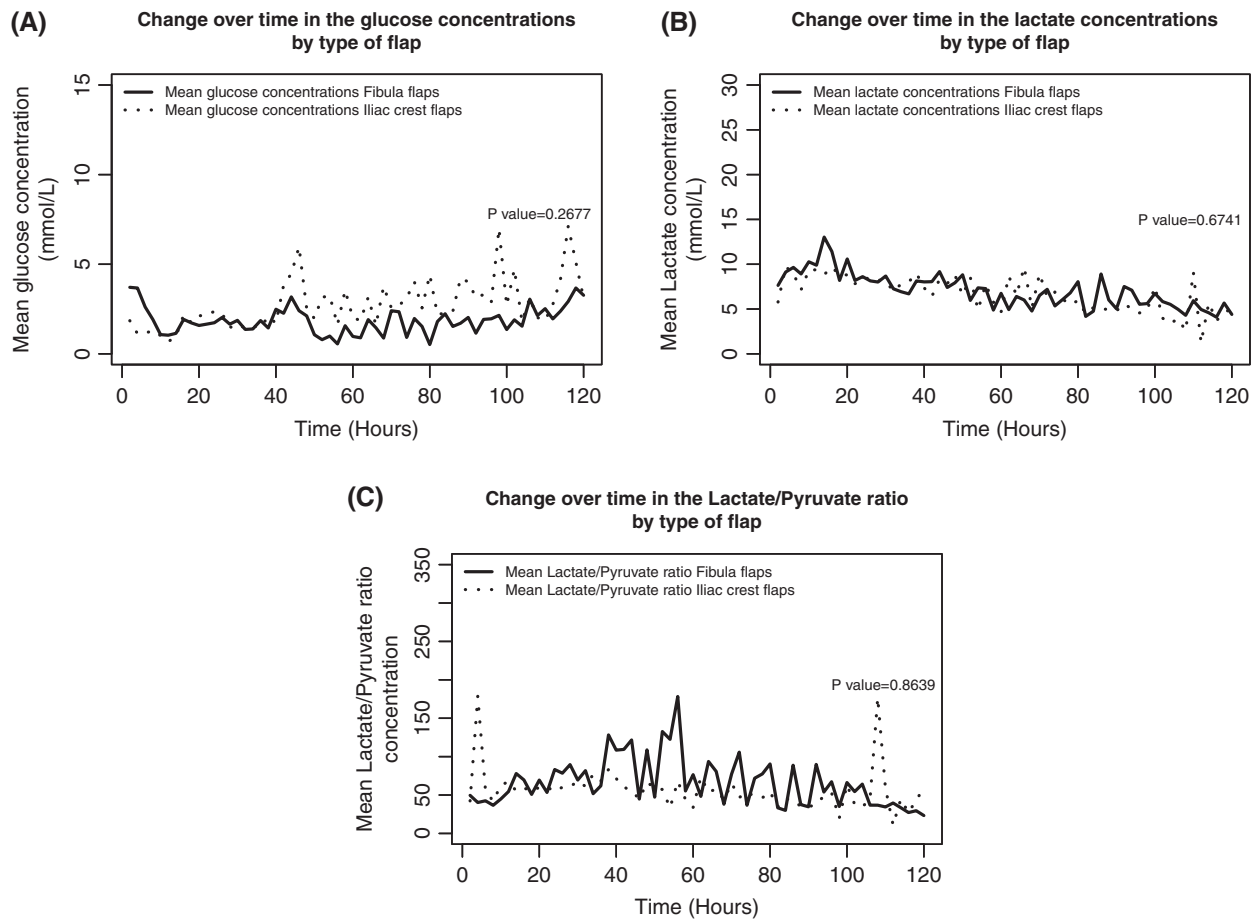 (A)
Change over time in the glucose concentrations
by type of flap
Mean glucose concentration
(mmol/L)
15
10
5
0
Mean glucose concentrations Fibula flaps
Mean glucose concentrations Iliac crest flaps
P value=0.2677
0 20 40 60 80 100 120
Time (Hours)
(B)
Change over time in the lactate concentrations
by type of flap
Mean Lactate concentration
(mmol/L)
30
25
20
15
10
5
0
Mean lactate concentrations Fibula flaps
Mean lactate concentrations Iliac crest flaps
P value=0.6741
0 20 40 60 80 100 120
Time (Hours)
(C)
Change over time in the Lactate/Pyruvate ratio
by type of flap
Mean Lactate/Pyruvate ratio
concentration
350
250
150
50
0
Mean Lactate/Pyruvate ratio Fibula flaps
Mean Lactate/Pyruvate ratio Iliac crest flaps
P value=0.8639
0 20 40 60 80 100 120
Time (Hours)